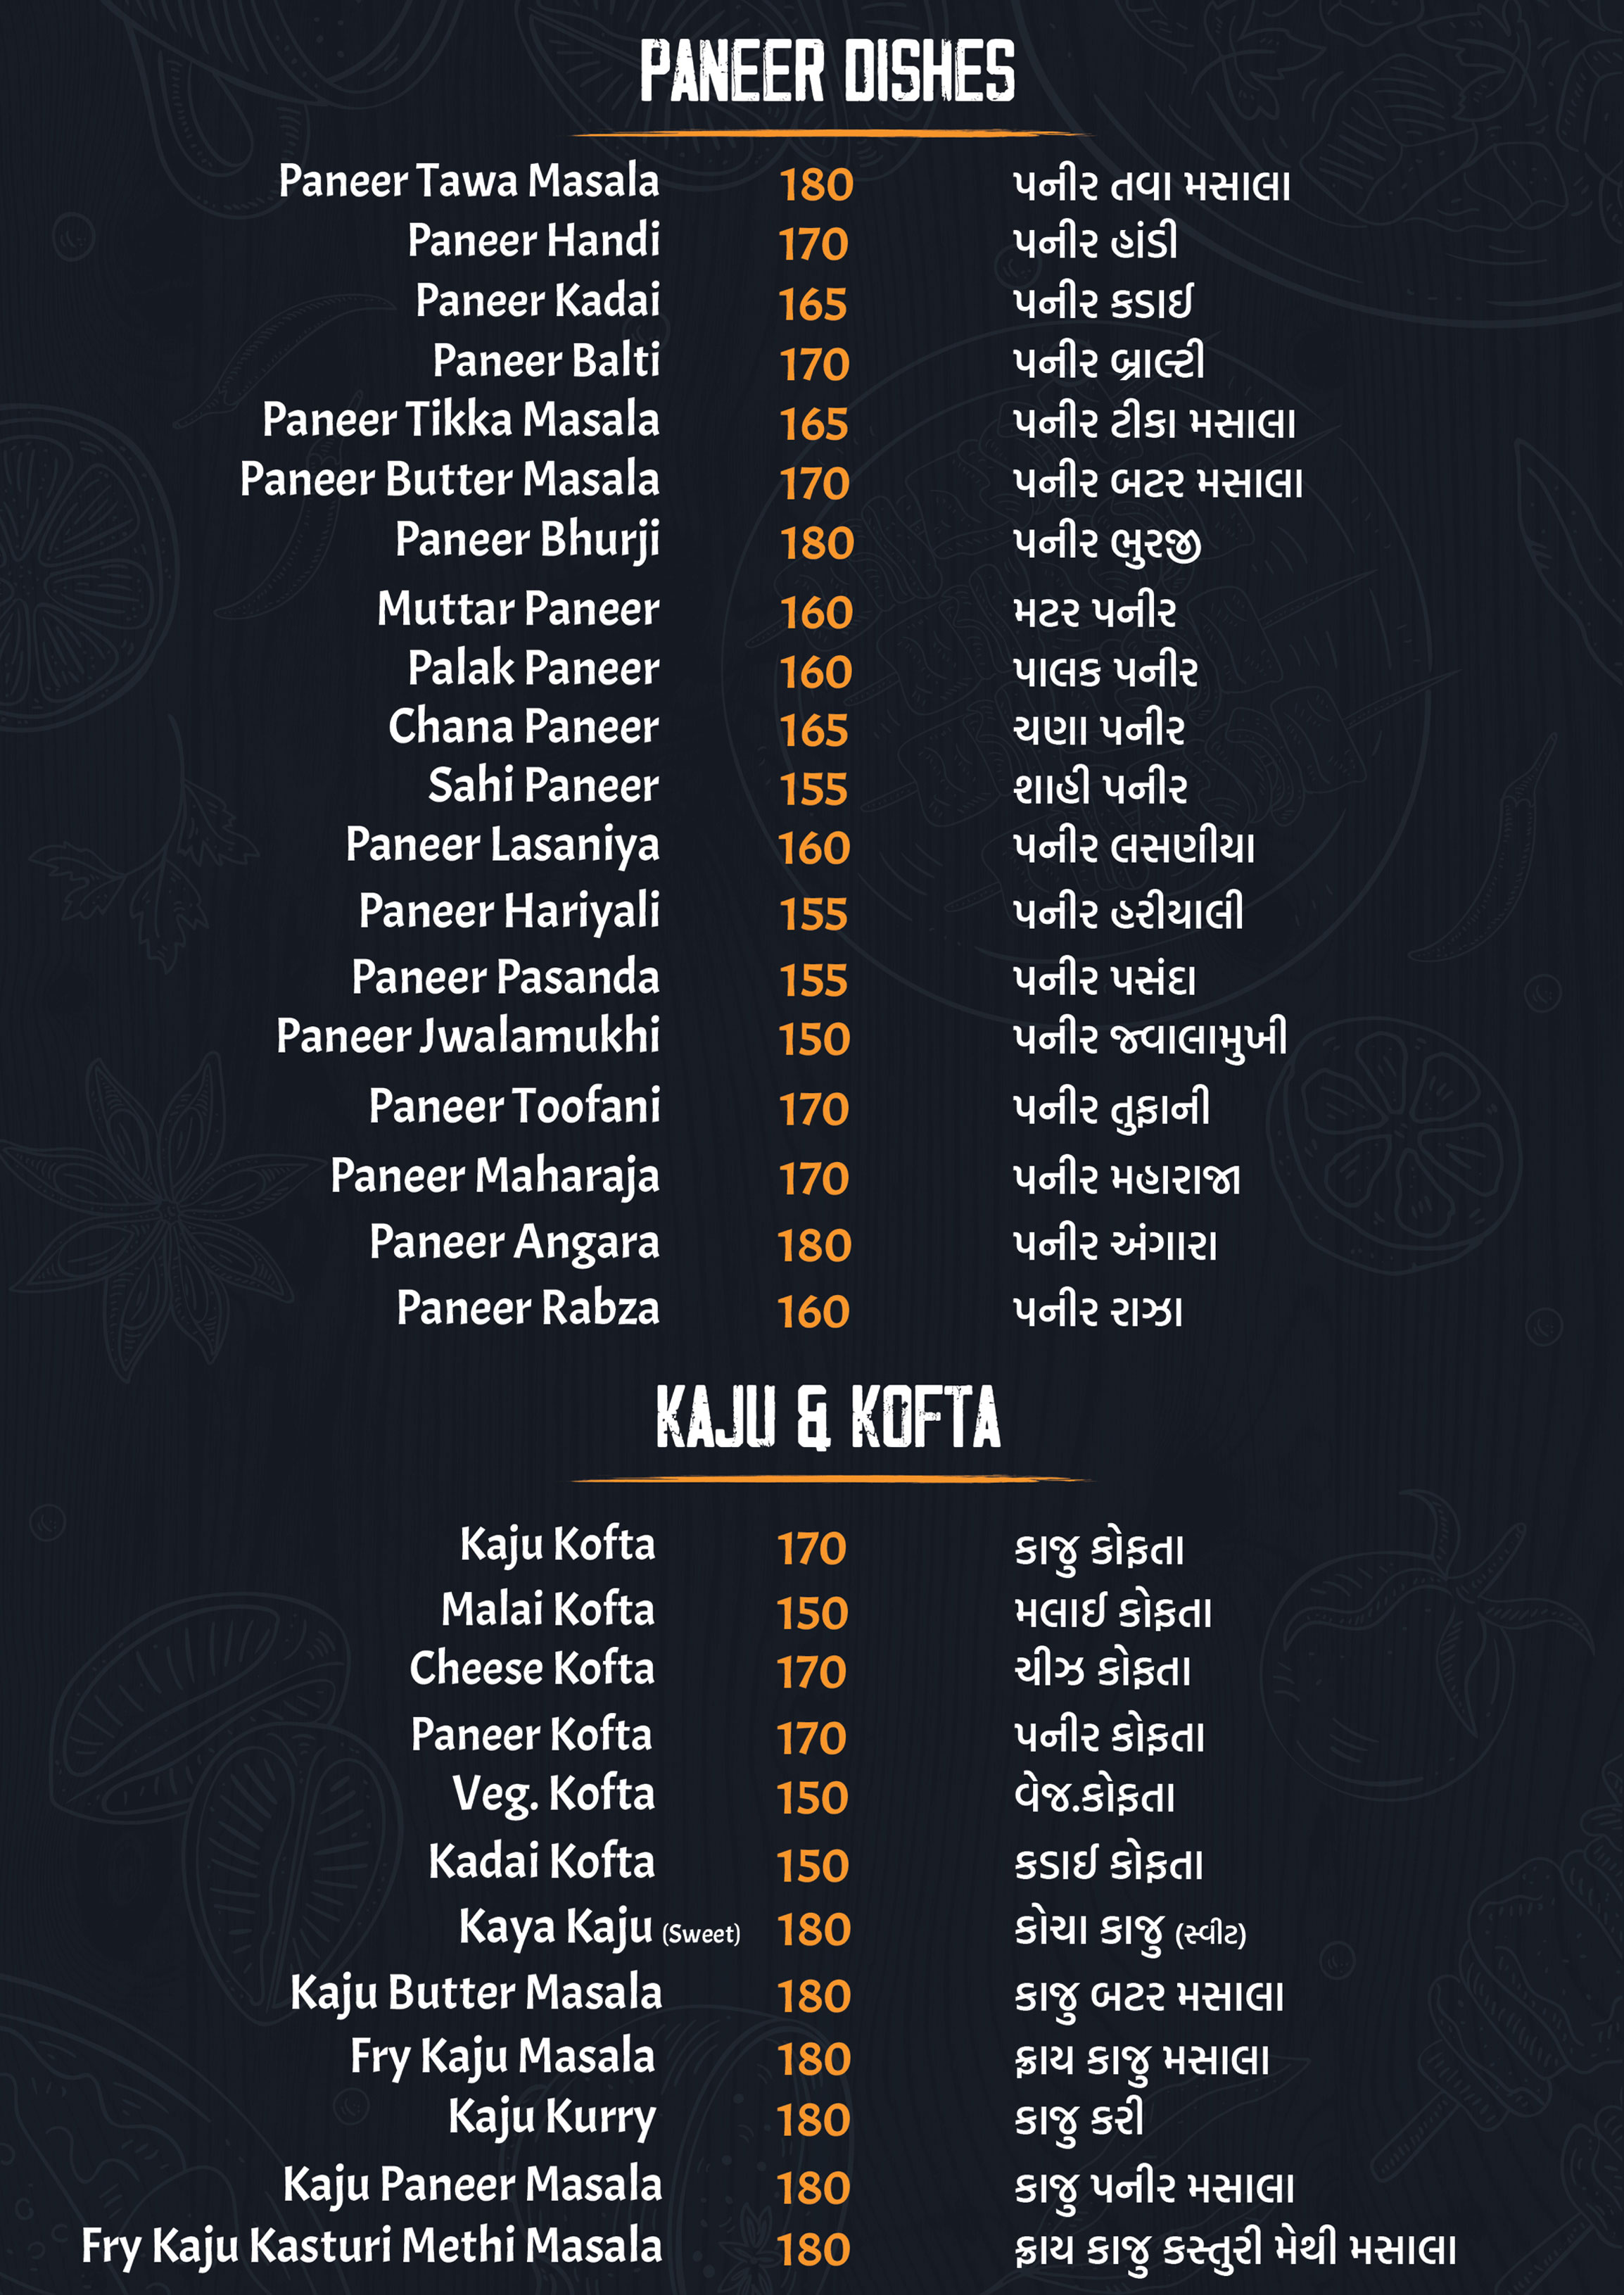 PANEER DISHES
Paneer Tawa Masala 180 પનીર તવા મસાલા
Paneer Handi 170 પનીર હાંડી
Paneer Kadai 165 પનીર કડાઈ
Paneer Balti 170 પનીર બ્રાલ્ટી
Paneer Tikka Masala 165 પનીર ટીકા મસાલા
Paneer Butter Masala 170 પનીર બટર મસાલા
Paneer Bhurji 180 પનીર ભુરજી
Muttar Paneer 160 મટર પનીર
Palak Paneer 160 પાલક પનીર
Chana Paneer 165 ચણા પનીર
Sahi Paneer 155 શાહી પનીર
Paneer Lasaniya 160 પનીર લસણીયા
Paneer Hariyali 155 પનીર હરીયાલી
Paneer Pasanda 155 પનીર પસંદા
Paneer Jwalamukhi 150 પનીર જ્વાલામુખી
Paneer Toofani 170 પનીર તુફાની
Paneer Maharaja 170 પનીર મહારાજા
Paneer Angara 180 પનીર અંગારા
Paneer Rabza 160 પનીર રાઝા
KAJU & KOFTA
Kaju Kofta 170 કાજુ કોફતા
Malai Kofta 150 મલાઈ કોફતા
Cheese Kofta 170 ચીઝ કોફતા
Paneer Kofta 170 પનીર કોફતા
Veg. Kofta 150 વેજ.કોફતા
Kadai Kofta 150 કડાઈ કોફતા
Kaya Kaju (Sweet) 180 કોયા કાજુ (સ્વીટ)
Kaju Butter Masala 180 કાજુ બટર મસાલા
Fry Kaju Masala 180 ફ્રાય કાજુ મસાલા
Kaju Kurry 180 કાજુ કરી
Kaju Paneer Masala 180 કાજુ પનીર મસાલા
Fry Kaju Kasturi Methi Masala 180 ફ્રાય કાજુ કસ્તુરી મેથી મસાલા